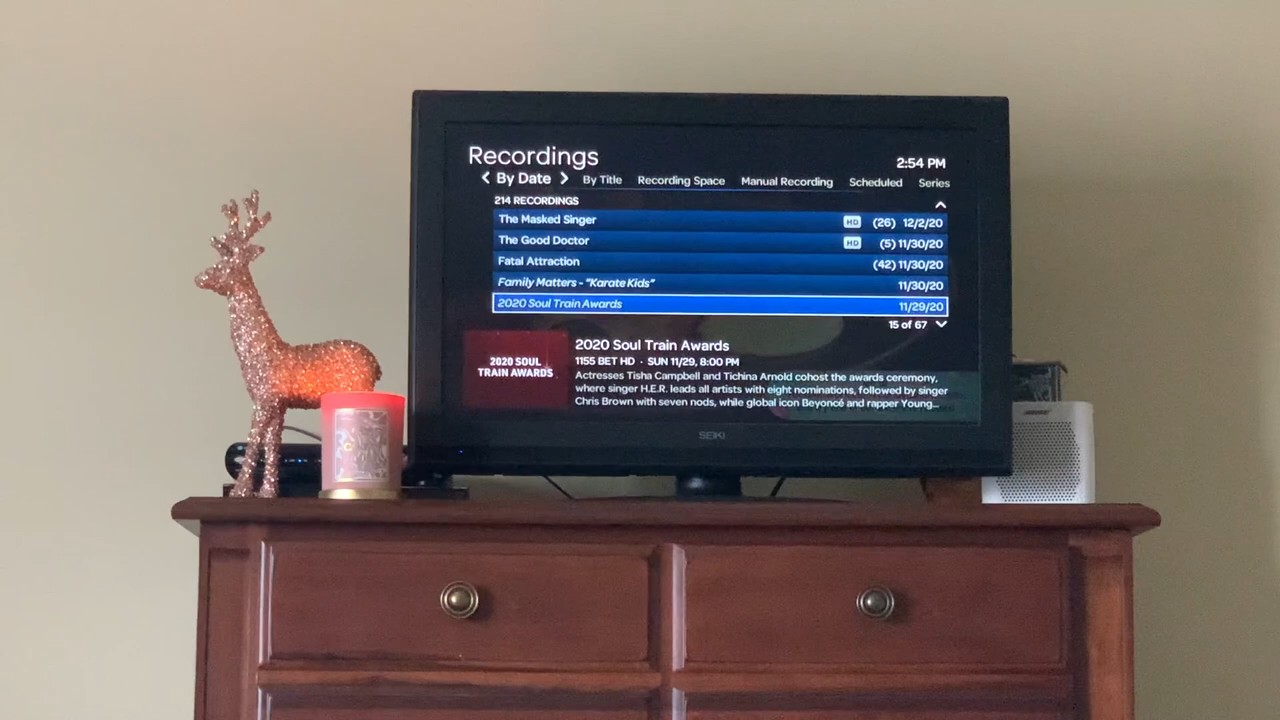 Recordings
2:54 PM
< By Date > By Title Recording Space Manual Recording Scheduled Series
214 RECORDINGS
The Masked Singer HD (26) 12/2/20
The Good Doctor HD (5) 11/30/20
Fatal Attraction (42) 11/30/20
Family Matters - "Karate Kids" 11/30/20
2020 Soul Train Awards 11/29/20
15 of 67
2020 SOUL
TRAIN AWARDS
2020 Soul Train Awards
1155 BET HD · SUN 11/29, 8:00 PM
Actresses Tisha Campbell and Tichina Arnold cohost the awards ceremony,
where singer H.E.R. leads all artists with eight nominations, followed by singer
Chris Brown with seven nods, while global icon Beyoncé and rapper Young...
SEIKI